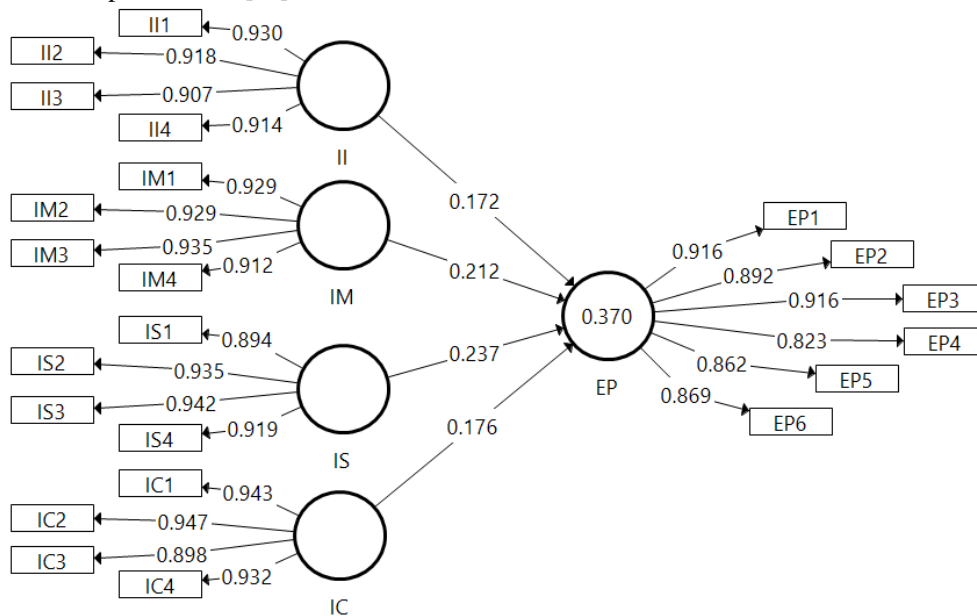 II1
0.930
II2
0.918
II3
0.907
II4
0.914
II
IM1
0.929
IM2
0.929
IM3
0.935
IM4
0.912
IM
IS1
0.894
IS2
0.935
IS3
0.942
IS4
0.919
IS
IC1
0.943
IC2
0.947
IC3
0.898
IC4
0.932
IC
0.172
0.212
0.237
0.176
0.370
EP
0.916
EP1
0.892
EP2
0.916
EP3
0.823
EP4
0.862
EP5
0.869
EP6